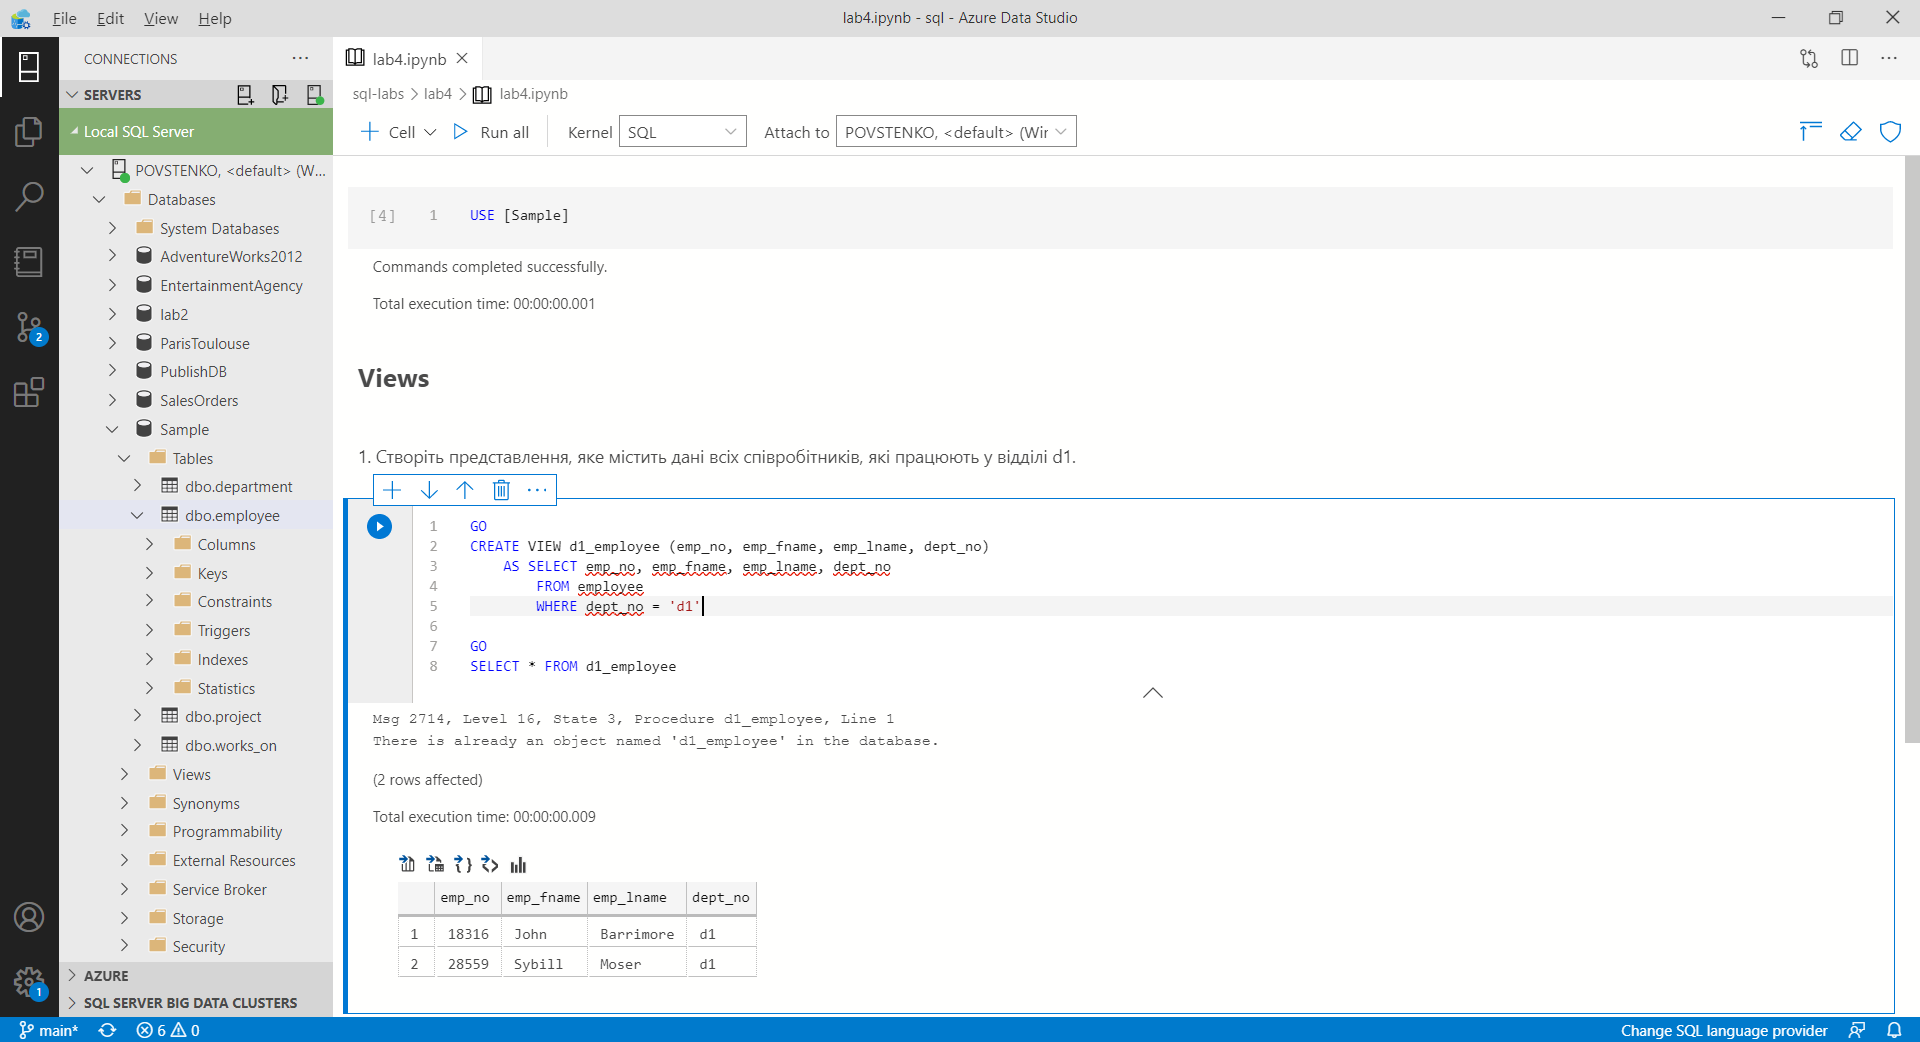 File Edit View Help
lab4.ipynb - sql - Azure Data Studio
CONNECTIONS
SERVERS
Local SQL Server
POVSTENKO, <default> (W...
Databases
System Databases
AdventureWorks2012
EntertainmentAgency
lab2
ParisToulouse
PublishDB
SalesOrders
Sample
Tables
dbo.department
dbo.employee
Columns
Keys
Constraints
Triggers
Indexes
Statistics
dbo.project
dbo.works_on
Views
Synonyms
Programmability
External Resources
Service Broker
Storage
Security
AZURE
SQL SERVER BIG DATA CLUSTERS
2
1
lab4.ipynb
sql-labs > lab4 > lab4.ipynb
Cell Run all Kernel SQL Attach to POVSTENKO, <default> (Wir
[4] 1 USE [Sample]
Commands completed successfully.
Total execution time: 00:00:00.001
Views
1. Створіть представлення, яке містить дані всіх співробітників, які працюють у відділі d1.
1 GO
2 CREATE VIEW d1_employee (emp_no, emp_fname, emp_lname, dept_no)
3 AS SELECT emp_no, emp_fname, emp_lname, dept_no
4 FROM employee
5 WHERE dept_no = 'd1'
6
7 GO
8 SELECT * FROM d1_employee
Msg 2714, Level 16, State 3, Procedure d1_employee, Line 1
There is already an object named 'd1_employee' in the database.
(2 rows affected)
Total execution time: 00:00:00.009
emp_no emp_fname emp_lname dept_no
1 18316 John Barrimore d1
2 28559 Sybill Moser d1
main* 6 0
Change SQL language provider